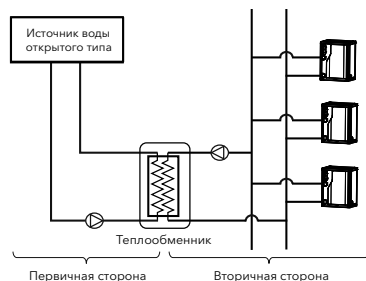 Источник воды
открытого типа
Теплообменник
Первичная сторона
Вторичная сторона